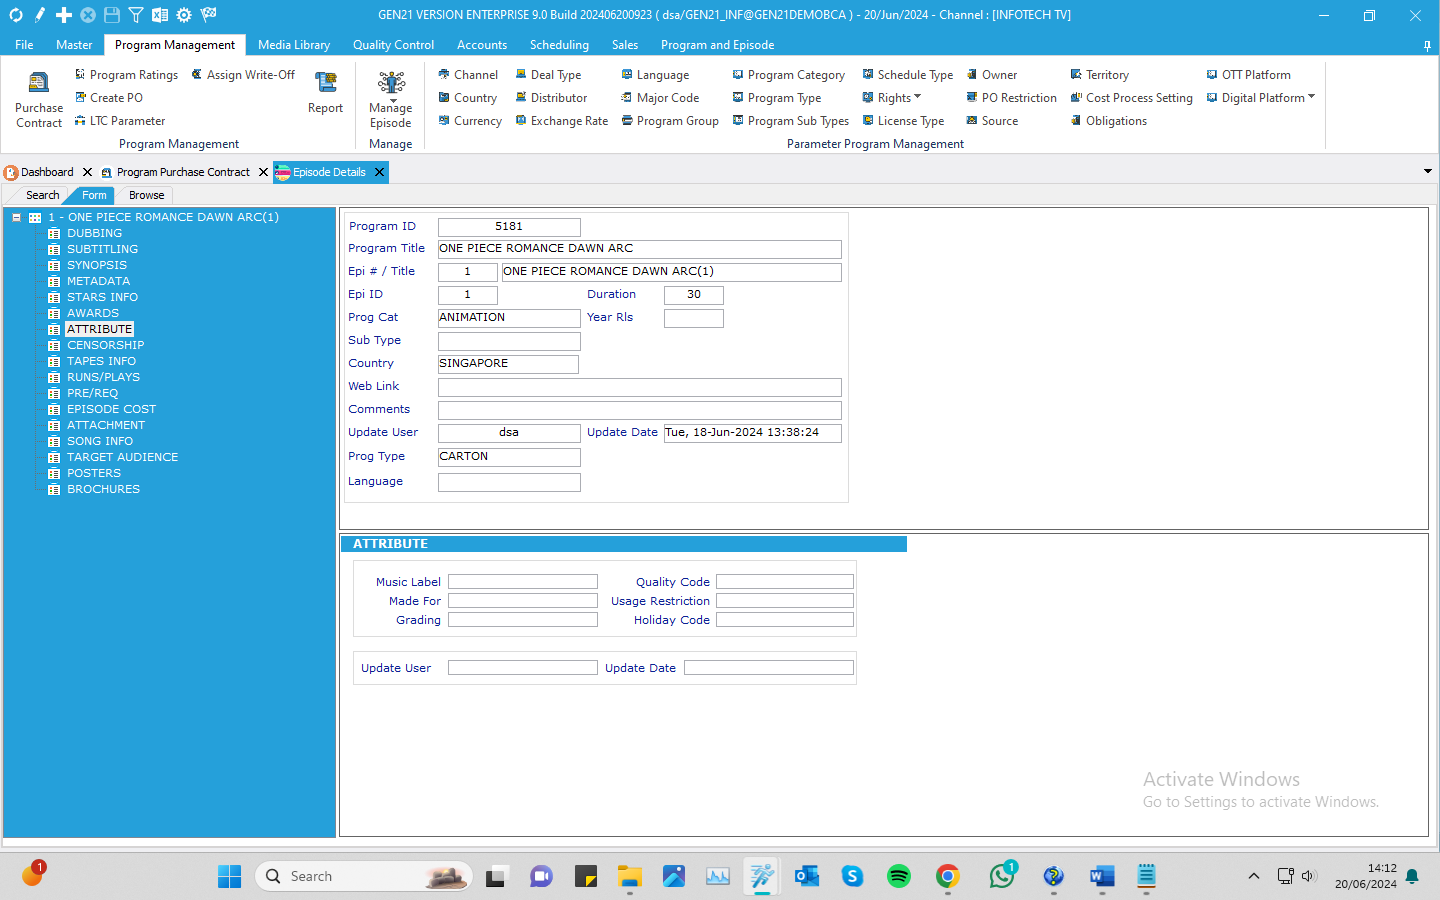 GEN21 VERSION ENTERPRISE 9.0 Build 202406200923 ( dsa/GEN21_INF@GEN21DEMOBCA ) - 20/Jun/2024 - Channel : [INFOTECH TV]
File Master Program Management Media Library Quality Control Accounts Scheduling Sales Program and Episode
Purchase Contract
Program Ratings
Create PO
LTC Parameter
Assign Write-Off
Report
Program Management
Manage Episode
Manage
Channel Deal Type Language Program Category Schedule Type Owner Territory OTT Platform
Country Distributor Major Code Program Type Rights PO Restriction Cost Process Setting Digital Platform
Currency Exchange Rate Program Group Program Sub Types License Type Source Obligations
Parameter Program Management
Dashboard Program Purchase Contract Episode Details
Search Form Browse
1 - ONE PIECE ROMANCE DAWN ARC(1)
DUBBING
SUBTITLING
SYNOPSIS
METADATA
STARS INFO
AWARDS
ATTRIBUTE
CENSORSHIP
TAPES INFO
RUNS/PLAYS
PRE/REQ
EPISODE COST
ATTACHMENT
SONG INFO
TARGET AUDIENCE
POSTERS
BROCHURES
Program ID 5181
Program Title ONE PIECE ROMANCE DAWN ARC
Epi # / Title 1 ONE PIECE ROMANCE DAWN ARC(1)
Epi ID 1 Duration 30
Prog Cat ANIMATION Year Rls
Sub Type
Country SINGAPORE
Web Link
Comments
Update User dsa Update Date Tue, 18-Jun-2024 13:38:24
Prog Type CARTON
Language
ATTRIBUTE
Music Label Quality Code
Made For Usage Restriction
Grading Holiday Code
Update User Update Date
Activate Windows
Go to Settings to activate Windows.
1
Search
1
14:12
20/06/2024